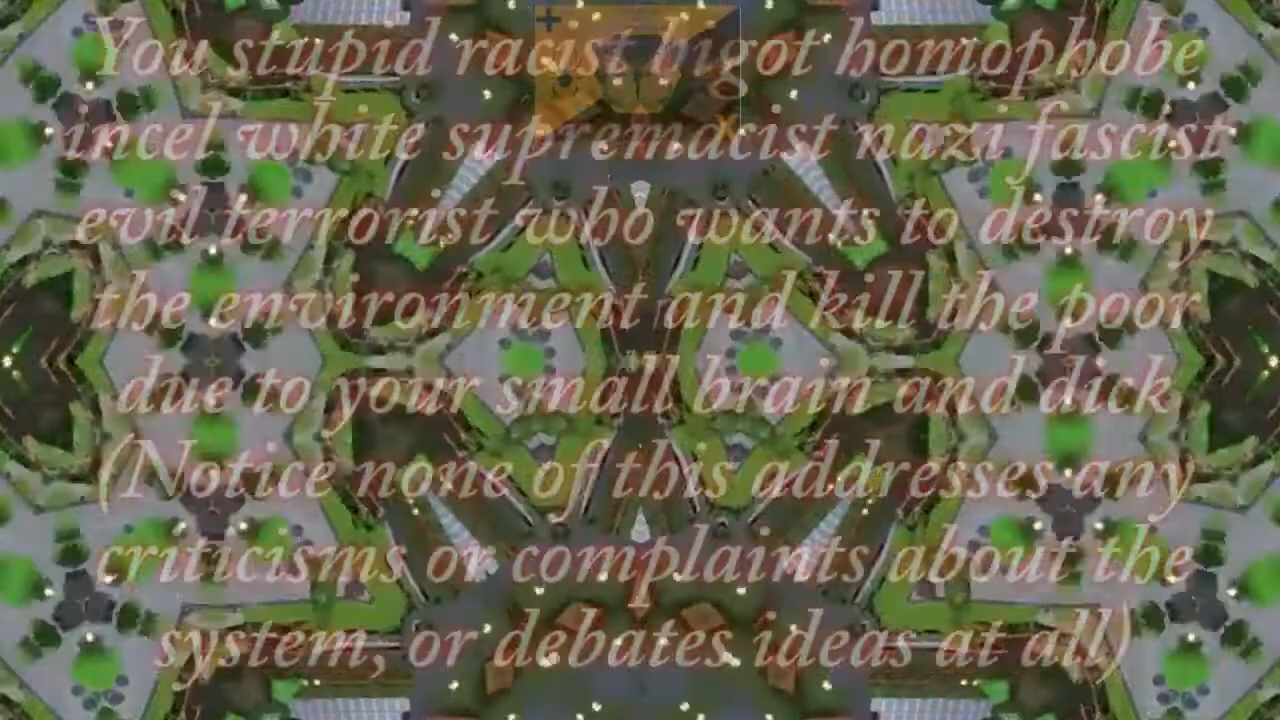 You stupid racist bigot homophobe
incel white supremacist nazi fascist
evil terrorist who wants to destroy
the environment and kill the poor
due to your small brain and dick
(Notice none of this addresses any
criticisms or complaints about the
system, or debates ideas at all)